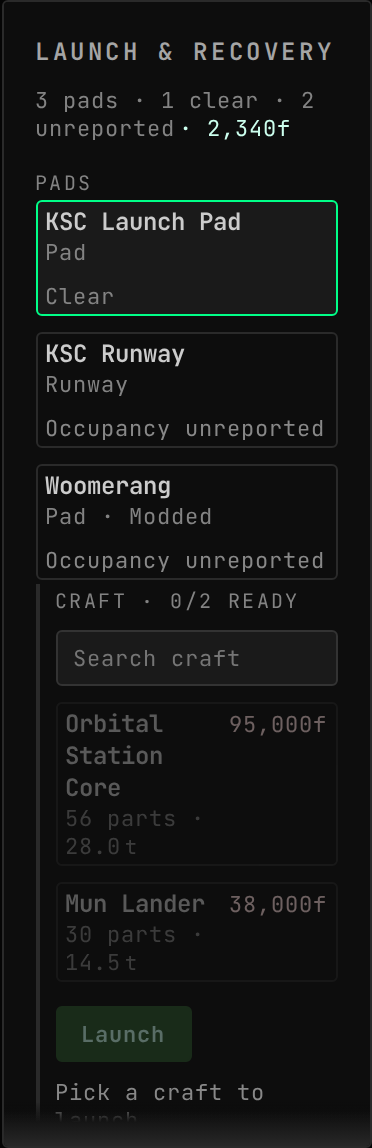 LAUNCH & RECOVERY
3 pads · 1 clear · 2
unreported · 2,340f
PADS
KSC Launch Pad
Pad
Clear
KSC Runway
Runway
Occupancy unreported
Woomerang
Pad · Modded
Occupancy unreported
CRAFT · 0/2 READY
Search craft
Orbital 95,000f
Station
Core
56 parts ·
28.0t
Mun Lander 38,000f
30 parts ·
14.5t
Launch
Pick a craft to
launch